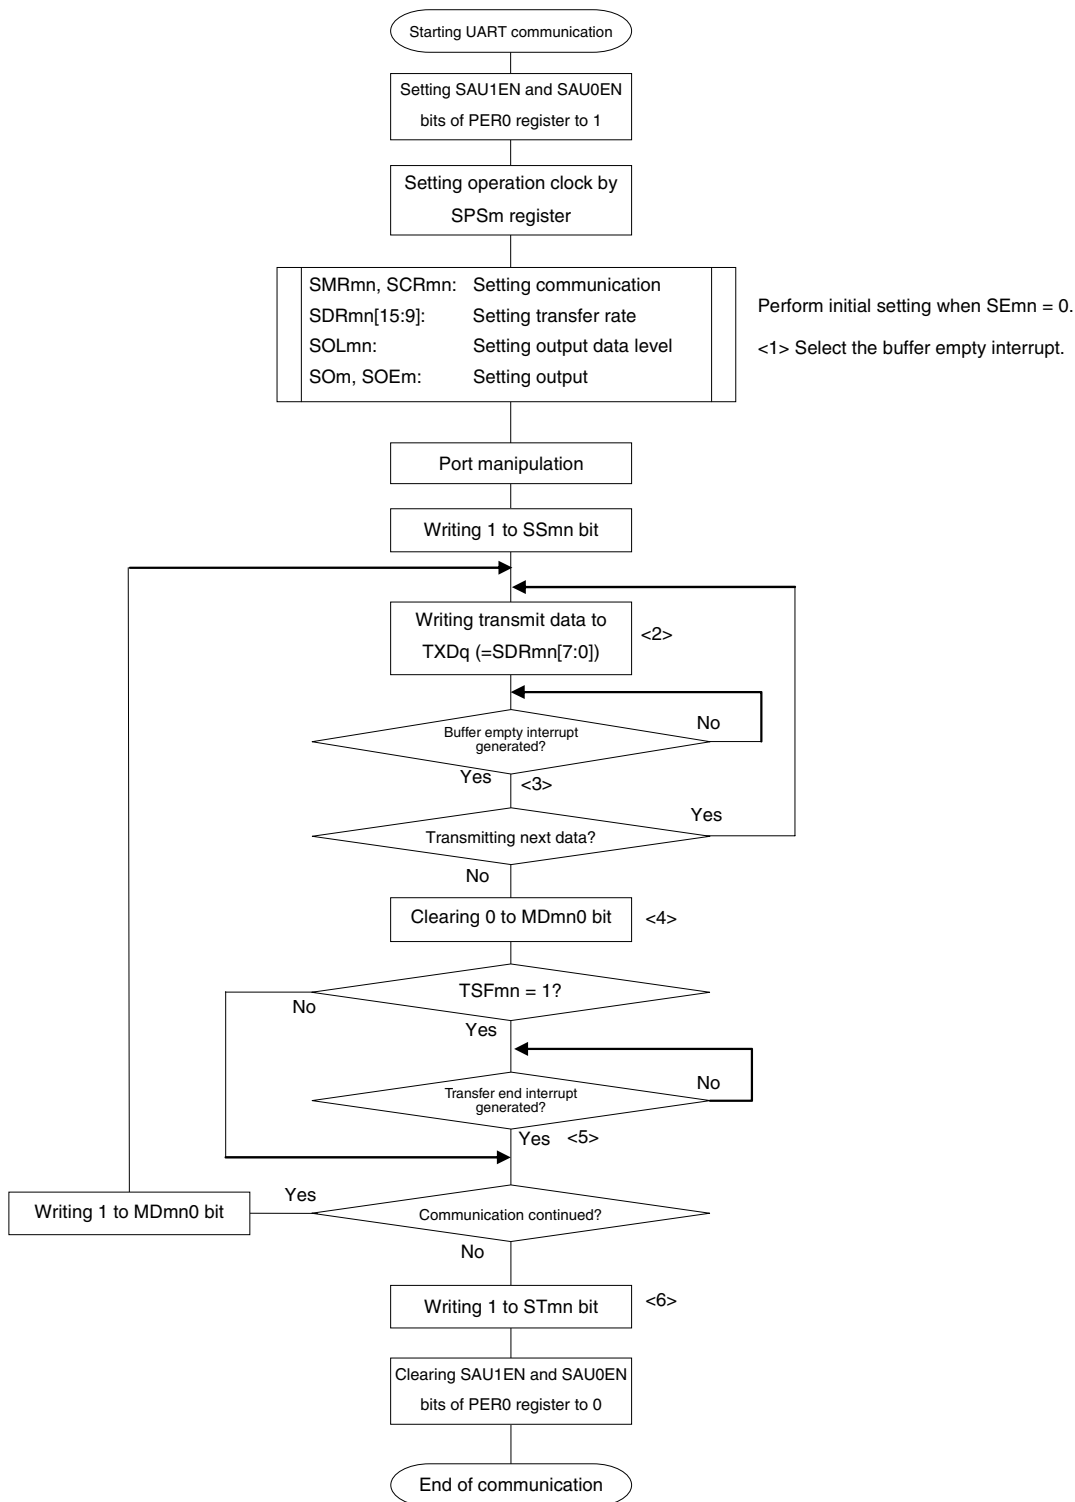 Starting UART communication
Setting SAU1EN and SAU0EN
bits of PER0 register to 1
Setting operation clock by
SPSm register
SMRmn, SCRmn: Setting communication
SDRmn[15:9]: Setting transfer rate
SOLmn: Setting output data level
SOm, SOEm: Setting output
Perform initial setting when SEmn = 0.
<1> Select the buffer empty interrupt.
Port manipulation
Writing 1 to SSmn bit
Writing transmit data to
TXDq (=SDRmn[7:0])
<2>
Buffer empty interrupt
generated?
No
Yes
<3>
Transmitting next data?
Yes
No
Clearing 0 to MDmn0 bit
<4>
TSFmn = 1?
No
Yes
Transfer end interrupt
generated?
No
Yes
<5>
Writing 1 to MDmn0 bit
Yes
Communication continued?
No
Writing 1 to STmn bit
<6>
Clearing SAU1EN and SAU0EN
bits of PER0 register to 0
End of communication